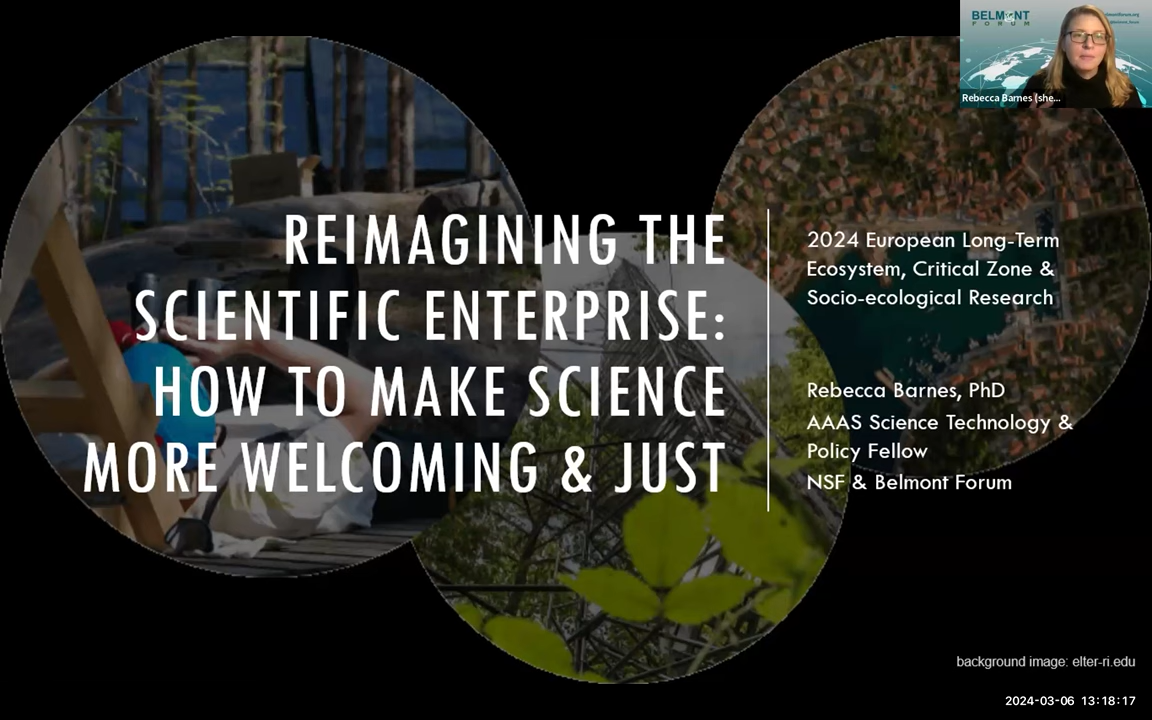 BELMONT
FORUM
Rebecca Barnes (she...
REIMAGINING THE
SCIENTIFIC ENTERPRISE:
HOW TO MAKE SCIENCE
MORE WELCOMING & JUST
2024 European Long-Term
Ecosystem, Critical Zone &
Socio-ecological Research
Rebecca Barnes, PhD
AAAS Science Technology &
Policy Fellow
NSF & Belmont Forum
background image: elter-ri.edu
2024-03-06 13:18:17